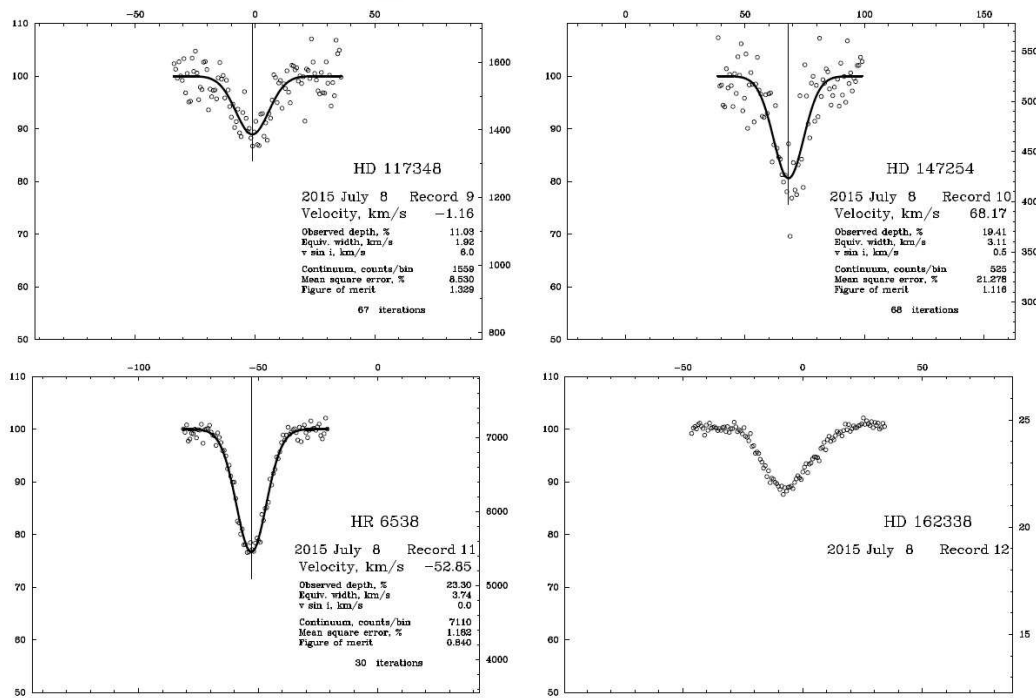 -50 0 50
110
100
90
80
70
60
50
1600
1400
1200
1000
800
HD 117348
2015 July 8 Record 9
Velocity, km/s -1.16
Observed depth, % 11.03
Equiv. width, km/s 1.92
v sin i, km/s 6.0
Continuum, counts/bin 1559
Mean square error, % 8.530
Figure of merit 1.329
67 iterations
0 50 100 150
110
100
90
80
70
60
50
500
450
400
350
300
HD 147254
2015 July 8 Record 10
Velocity, km/s 68.17
Observed depth, % 19.41
Equiv. width, km/s 3.11
v sin i, km/s 0.5
Continuum, counts/bin 525
Mean square error, % 21.278
Figure of merit 1.116
68 iterations
-100 -50 0
110
100
90
80
70
60
50
7000
6000
5000
4000
HR 6538
2015 July 8 Record 11
Velocity, km/s -52.85
Observed depth, % 23.30
Equiv. width, km/s 3.74
v sin i, km/s 0.0
Continuum, counts/bin 7110
Mean square error, % 1.162
Figure of merit 0.840
30 iterations
-50 0 50
110
100
90
80
70
60
50
25
21
15
12
HD 162338
2015 July 8 Record 12